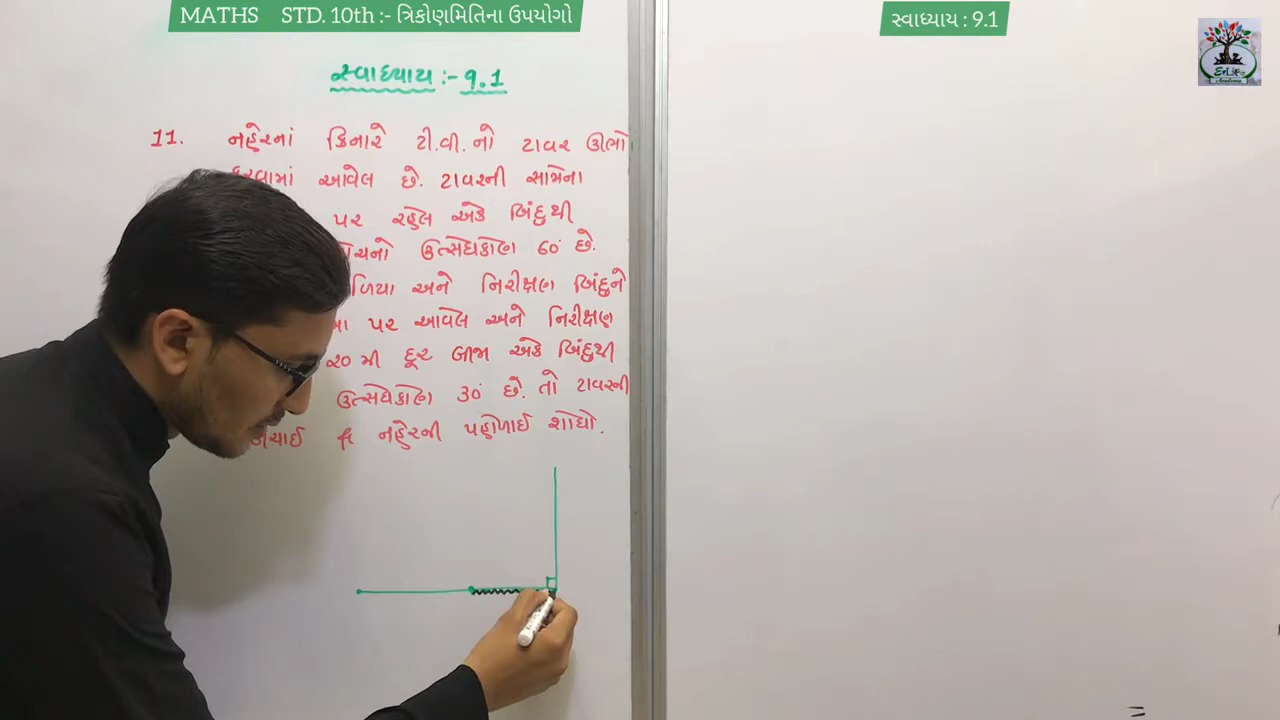 MATHS STD. 10th :- ત્રિકોણમિતિના ઉપયોગો
સ્વાધ્યાય : 9.1
સ્વાધ્યાય :- 9.1
11. નહેરનાં કિનારે ટી.વી. નો ટાવર ઊભો
આવેલ છે. ટાવરની સામેના
પર રહેલ એક બિંદુથી
ઉત્સેધકોણ 60° છે.
અને નિરીક્ષણ બિંદુને
પર આવેલ અને નિરીક્ષણ
20 મી દૂર બીજા એક બિંદુથી
ઉત્સેધકોણ 30° છે. તો ટાવરની
& નહેરની પહોળાઈ શોધો.